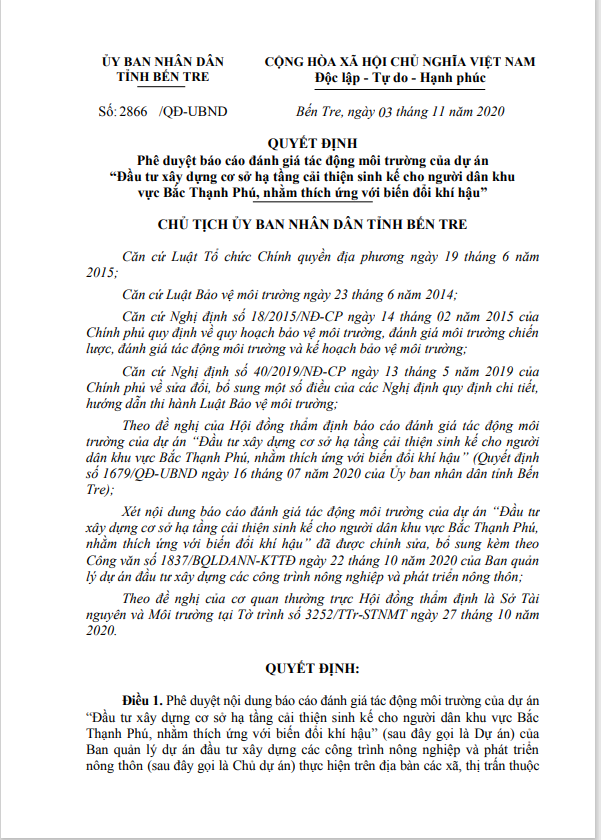 ỦY BAN NHÂN DÂN
TỈNH BẾN TRE
CỘNG HÒA XÃ HỘI CHỦ NGHĨA VIỆT NAM
Độc lập - Tự do - Hạnh phúc
Số: 2866 /QĐ-UBND
Bến Tre, ngày 03 tháng 11 năm 2020
QUYẾT ĐỊNH
Phê duyệt báo cáo đánh giá tác động môi trường của dự án
“Đầu tư xây dựng cơ sở hạ tầng cải thiện sinh kế cho người dân khu
vực Bắc Thạnh Phú, nhằm thích ứng với biến đổi khí hậu”
CHỦ TỊCH ỦY BAN NHÂN DÂN TỈNH BẾN TRE
Căn cứ Luật Tổ chức Chính quyền địa phương ngày 19 tháng 6 năm
2015;
Căn cứ Luật Bảo vệ môi trường ngày 23 tháng 6 năm 2014;
Căn cứ Nghị định số 18/2015/NĐ-CP ngày 14 tháng 02 năm 2015 của
Chính phủ quy định về quy hoạch bảo vệ môi trường, đánh giá môi trường chiến
lược, đánh giá tác động môi trường và kế hoạch bảo vệ môi trường;
Căn cứ Nghị định số 40/2019/NĐ-CP ngày 13 tháng 5 năm 2019 của
Chính phủ về sửa đổi, bổ sung một số điều của các Nghị định quy định chi tiết,
hướng dẫn thi hành Luật Bảo vệ môi trường;
Theo đề nghị của Hội đồng thẩm định báo cáo đánh giá tác động môi
trường của dự án “Đầu tư xây dựng cơ sở hạ tầng cải thiện sinh kế cho người
dân khu vực Bắc Thạnh Phú, nhằm thích ứng với biến đổi khí hậu” (Quyết định
số 1679/QĐ-UBND ngày 16 tháng 07 năm 2020 của Ủy ban nhân dân tỉnh Bến
Tre);
Xét nội dung báo cáo đánh giá tác động môi trường của dự án “Đầu tư
xây dựng cơ sở hạ tầng cải thiện sinh kế cho người dân khu vực Bắc Thạnh Phú,
nhằm thích ứng với biến đổi khí hậu” đã được chỉnh sửa, bổ sung kèm theo
Công văn số 1837/BQLDANN-KTTĐ ngày 22 tháng 10 năm 2020 của Ban quản
lý dự án đầu tư xây dựng các công trình nông nghiệp và phát triển nông thôn;
Theo đề nghị của cơ quan thường trực Hội đồng thẩm định là Sở Tài
nguyên và Môi trường tại Tờ trình số 3252/TTr-STNMT ngày 27 tháng 10 năm
2020.
QUYẾT ĐỊNH:
Điều 1. Phê duyệt nội dung báo cáo đánh giá tác động môi trường của dự án
“Đầu tư xây dựng cơ sở hạ tầng cải thiện sinh kế cho người dân khu vực Bắc
Thạnh Phú, nhằm thích ứng với biến đổi khí hậu” (sau đây gọi là Dự án) của
Ban quản lý dự án đầu tư xây dựng các công trình nông nghiệp và phát triển
nông thôn (sau đây gọi là Chủ dự án) thực hiện trên địa bàn các xã, thị trấn thuộc